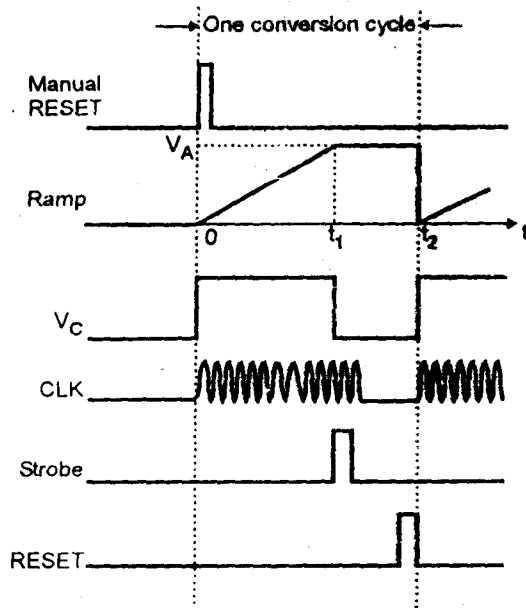 One conversion cycle
Manual
RESET
V_A
Ramp
0
t_1
t_2
t
V_C
CLK
Strobe
RESET